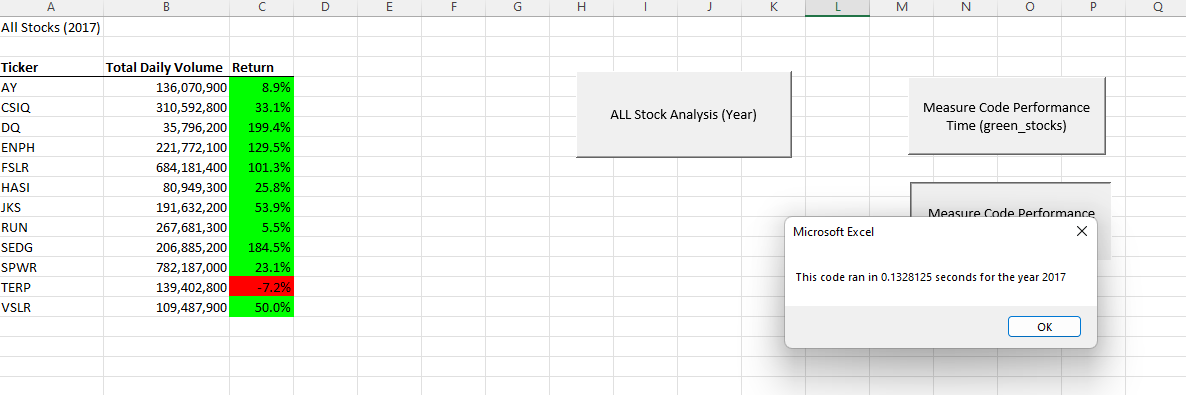 A B C D E F G H I J K L M N O P Q
All Stocks (2017)
Ticker Total Daily Volume Return
AY 136,070,900 8.9%
CSIQ 310,592,800 33.1%
DQ 35,796,200 199.4%
ENPH 221,772,100 129.5%
FSLR 684,181,400 101.3%
HASI 80,949,300 25.8%
JKS 191,632,200 53.9%
RUN 267,681,300 5.5%
SEDG 206,885,200 184.5%
SPWR 782,187,000 23.1%
TERP 139,402,800 -7.2%
VSLR 109,487,900 50.0%
ALL Stock Analysis (Year)
Measure Code Performance
Time (green_stocks)
Measure Code Performance
Microsoft Excel
This code ran in 0.1328125 seconds for the year 2017
OK